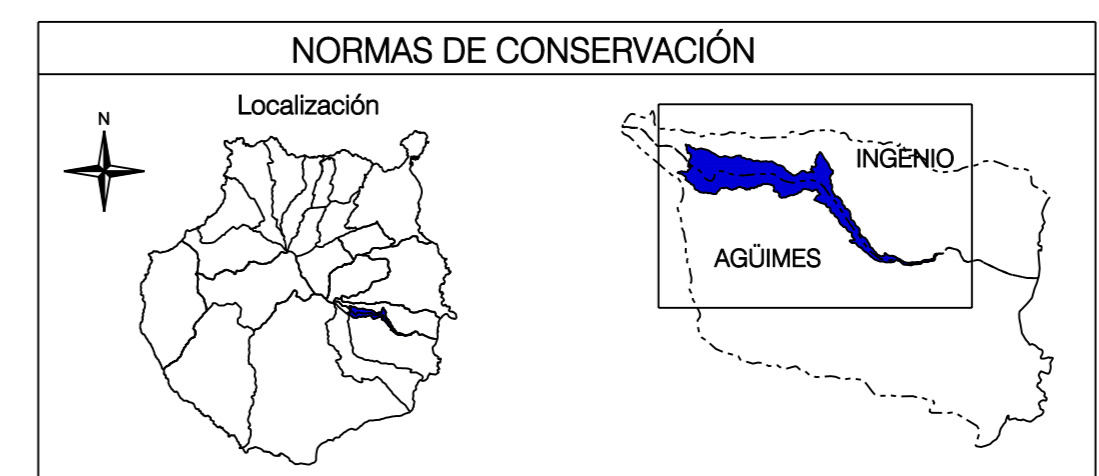 NORMAS DE CONSERVACIÓN
Localización
N
INGENIO
AGÜIMES